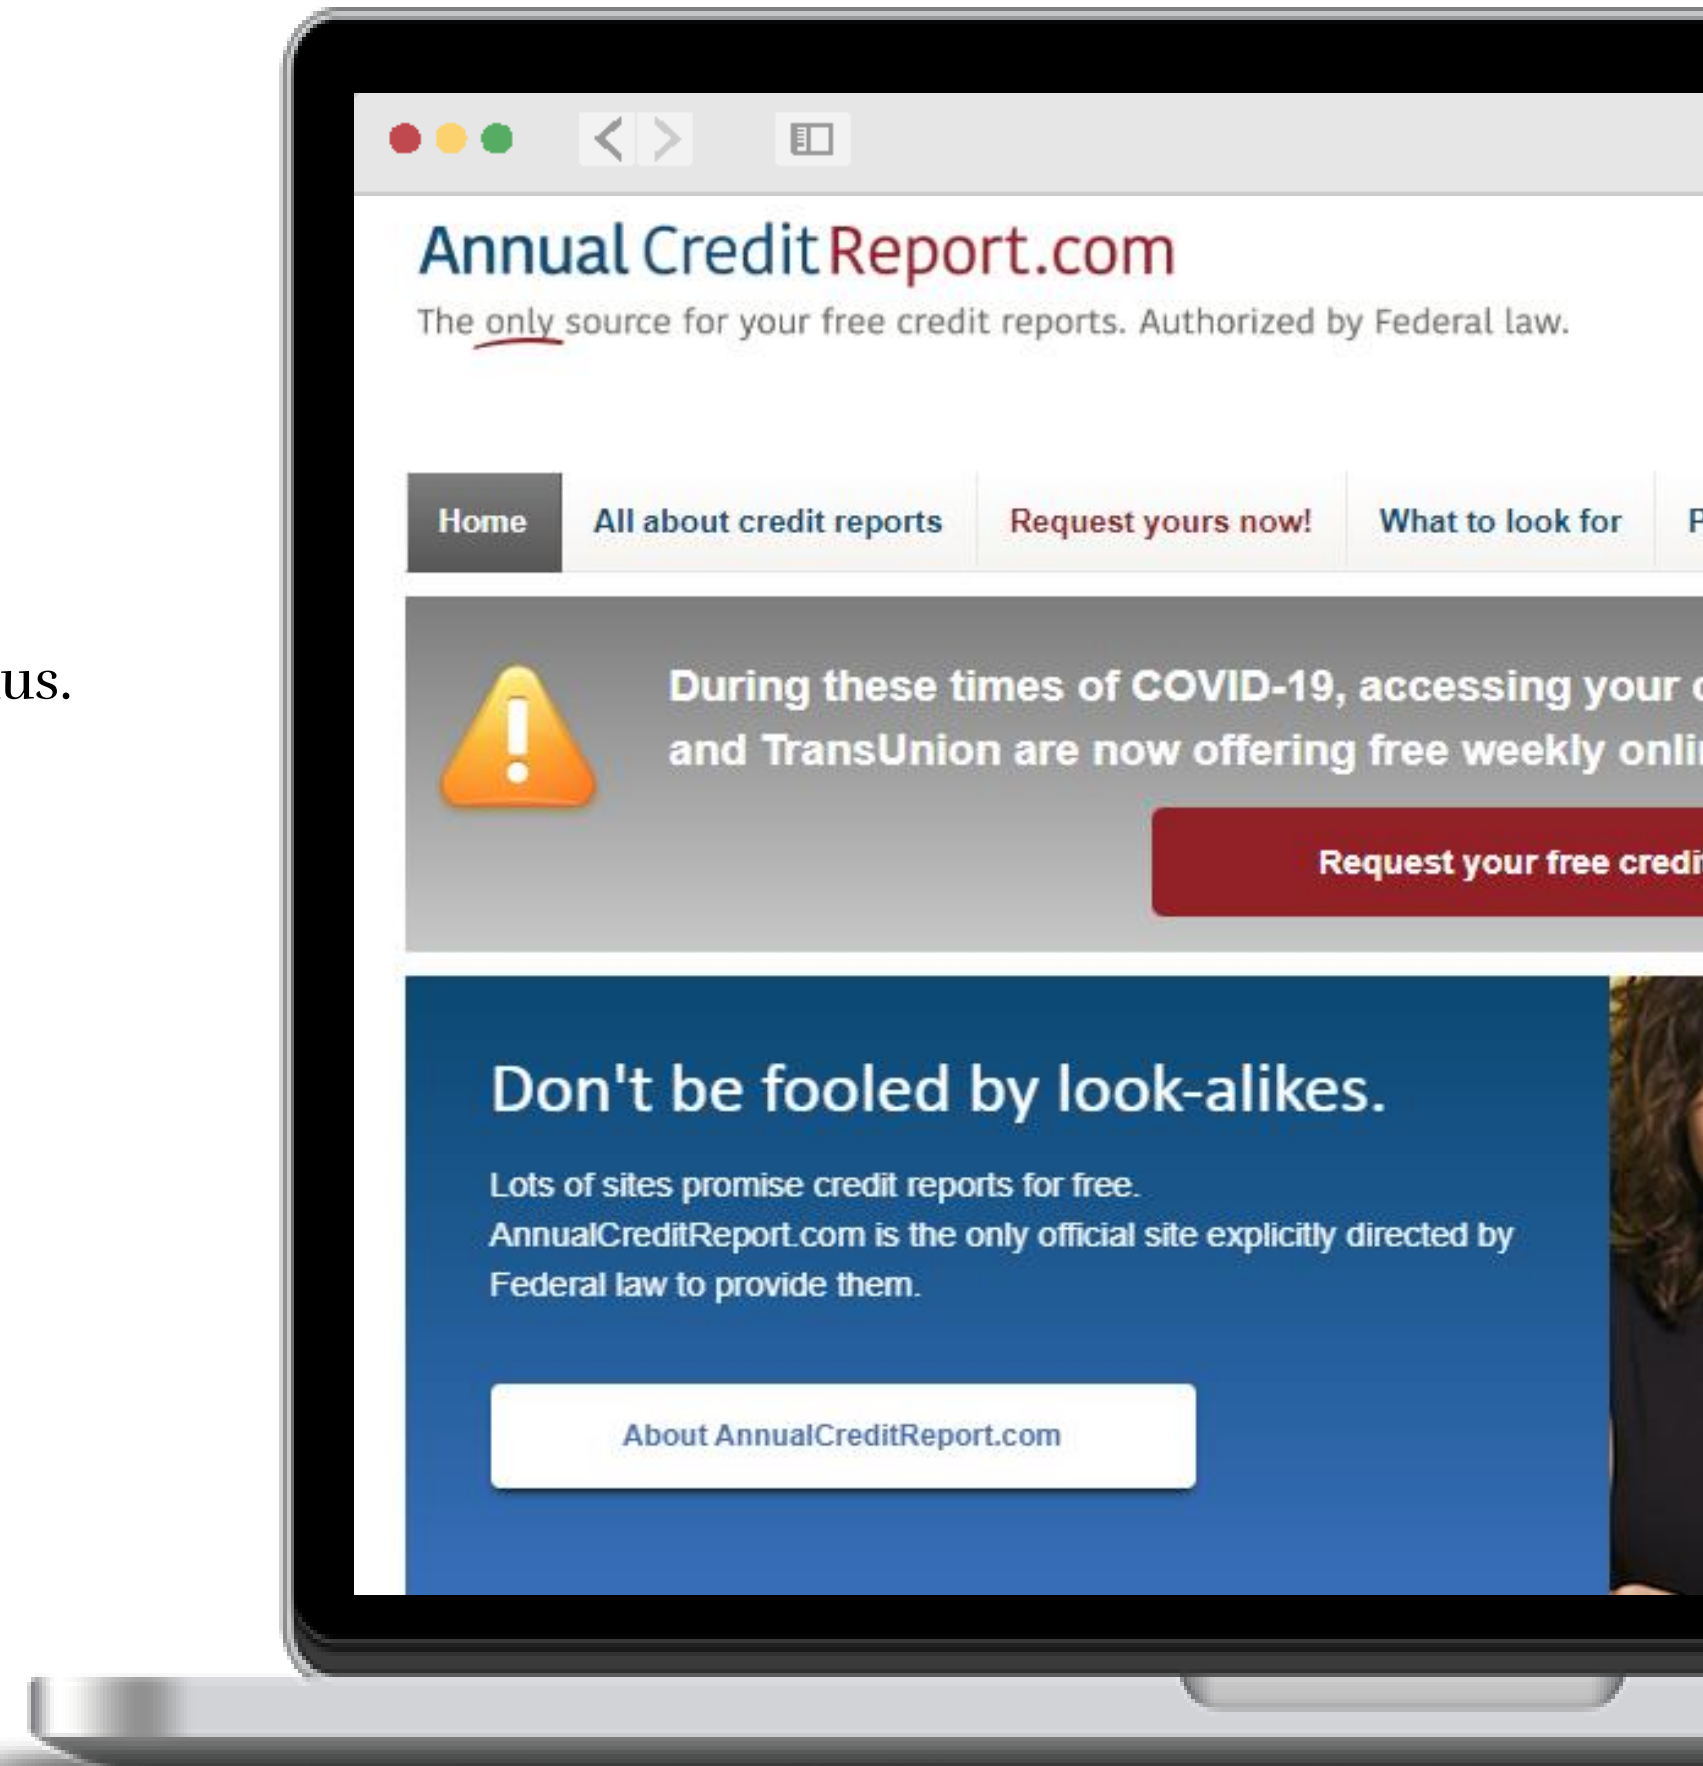 AnnualCreditReport.com
The only source for your free credit reports. Authorized by Federal law.
Home All about credit reports Request yours now! What to look for
us.
During these times of COVID-19, accessing your
and TransUnion are now offering free weekly
Request your free
Don't be fooled by look-alikes.
Lots of sites promise credit reports for free.
AnnualCreditReport.com is the only official site explicitly directed by
Federal law to provide them.
About AnnualCreditReport.com